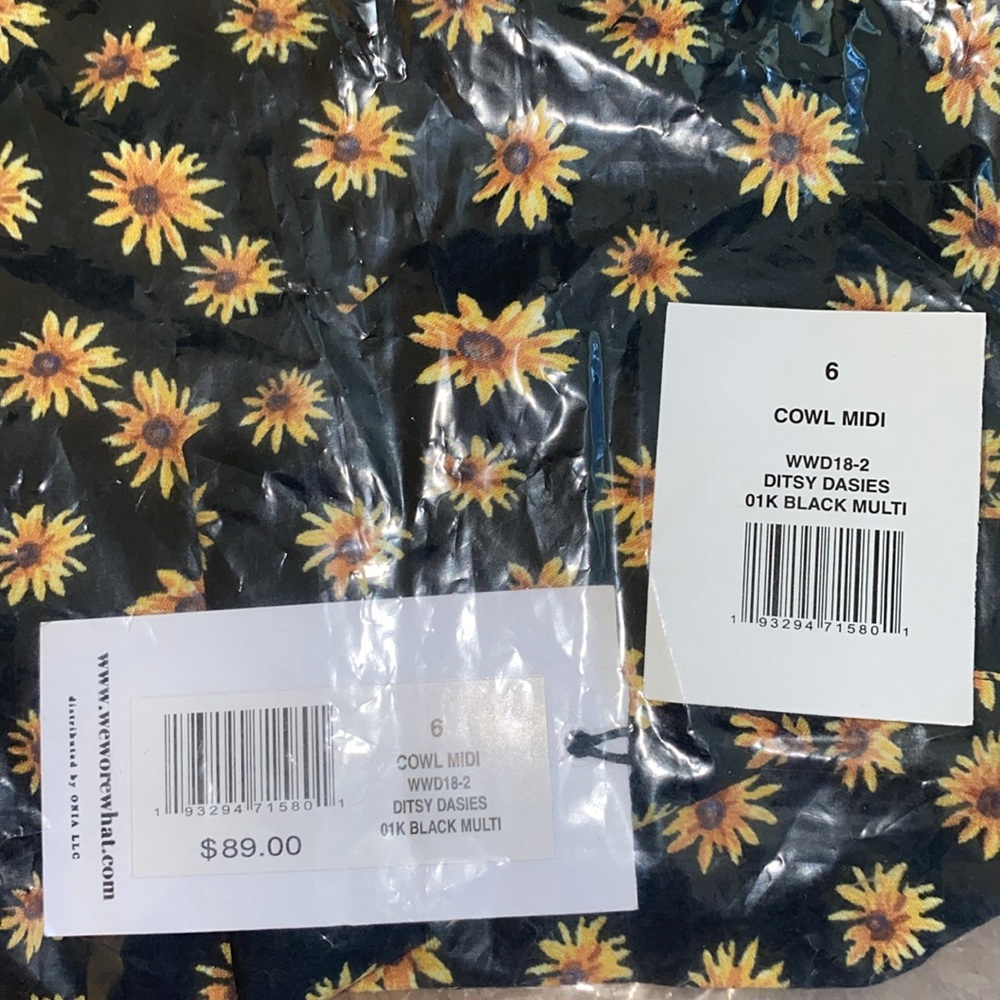 6
COWL MIDI
WWD18-2
DITSY DASIES
01K BLACK MULTI
1 93294 71580 1
www.weworewhat.com
distributed by ONIA LLC
1 93294 71580 1
$89.00
6
COWL MIDI
WWD18-2
DITSY DASIES
01K BLACK MULTI